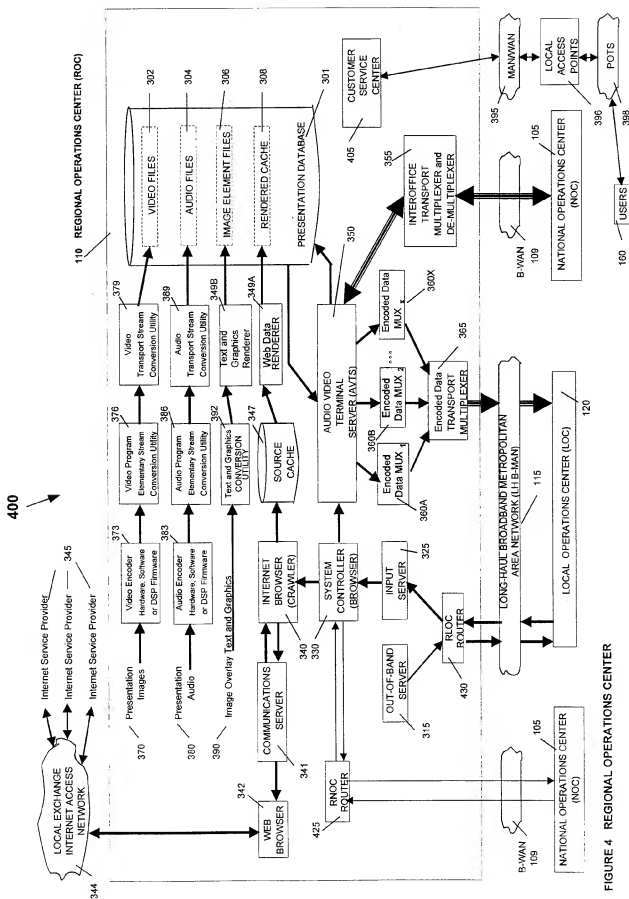 400
110
REGIONAL OPERATIONS CENTER (ROC)
LOCAL EXCHANGE
INTERNET ACCESS
NETWORK
344
Internet Service Provider
Internet Service Provider
Internet Service Provider
345
Presentation
Images
370
373
Video Encoder
Hardware, Software
or DSP Firmware
376
Video Program
Elementary Stream
Conversion Utility
379
Video
Transport Stream
Conversion Utility
302
VIDEO FILES
Presentation
Audio
380
383
Audio Encoder
Hardware, Software
or DSP Firmware
386
Audio Program
Elementary Stream
Conversion Utility
389
Audio
Transport Stream
Conversion Utility
304
AUDIO FILES
Image Overlay Text and Graphics
390
392
Text and Graphics
CONVERSION
UTILITY
349B
Text and
Graphics
Renderer
306
IMAGE ELEMENT FILES
342
WEB
BROWSER
COMMUNICATIONS
SERVER
341
INTERNET
BROWSER
(CRAWLER)
340
347
SOURCE
CACHE
349A
Web Data
RENDERER
308
RENDERED CACHE
301
PRESENTATION DATABASE
RNOC
ROUTER
425
SYSTEM
CONTROLLER
(BROWSER)
330
AUDIO VIDEO
TERMINAL
SERVER (AVTS)
350
CUSTOMER
SERVICE
CENTER
405
OUT-OF-BAND
SERVER
315
INPUT
SERVER
325
RLOC
ROUTER
430
Encoded
Data MUX 1
360A
Encoded
Data MUX 2
360B
Encoded Data
MUX x
360X
Encoded Data
TRANSPORT
MULTIPLEXER
365
355
INTEROFFICE
TRANSPORT
MULTIPLEXER and
DE-MULTIPLEXER
B-WAN
109
105
NATIONAL OPERATIONS CENTER
(NOC)
LONG-HAUL BROADBAND METROPOLITAN
AREA NETWORK (LH B-MAN)
115
LOCAL OPERATIONS CENTER (LOC)
120
B-WAN
109
105
NATIONAL OPERATIONS CENTER
(NOC)
MAN/WAN
395
LOCAL
ACCESS
POINTS
396
POTS
398
USERS
160
FIGURE 4 REGIONAL OPERATIONS CENTER